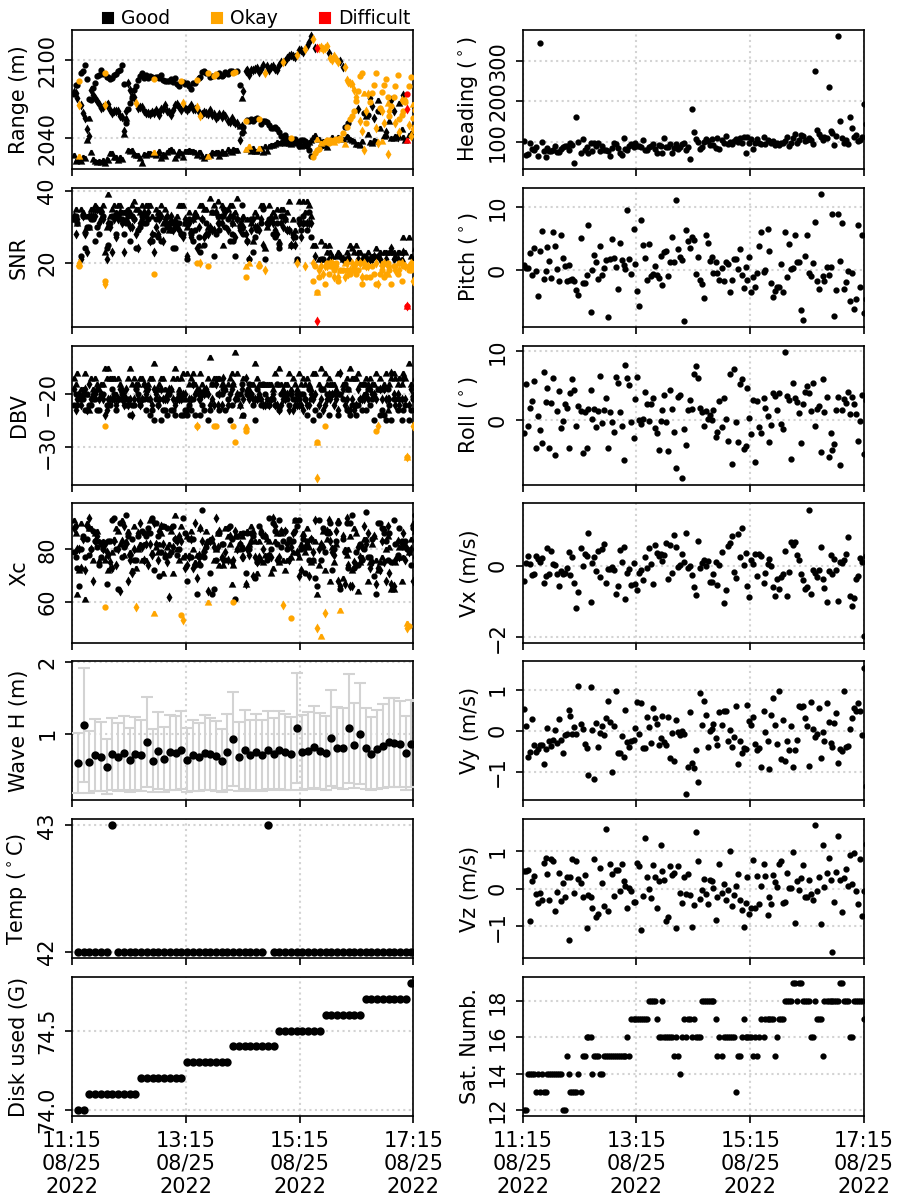 Good Okay Difficult
Range (m)
2100
2040
Heading (°)
300
200
100
SNR
40
20
Pitch (°)
10
0
DBV
−20
−30
Roll (°)
10
0
Xc
80
60
Vx (m/s)
0
−2
Wave H (m)
2
1
Vy (m/s)
1
0
−1
Temp (°C)
43
42
Vz (m/s)
1
0
−1
Disk used (G)
74.5
74.0
Sat. Numb.
18
16
14
12
11:15 13:15 15:15 17:15
08/25 08/25 08/25 08/25
2022 2022 2022 2022
11:15 13:15 15:15 17:15
08/25 08/25 08/25 08/25
2022 2022 2022 2022